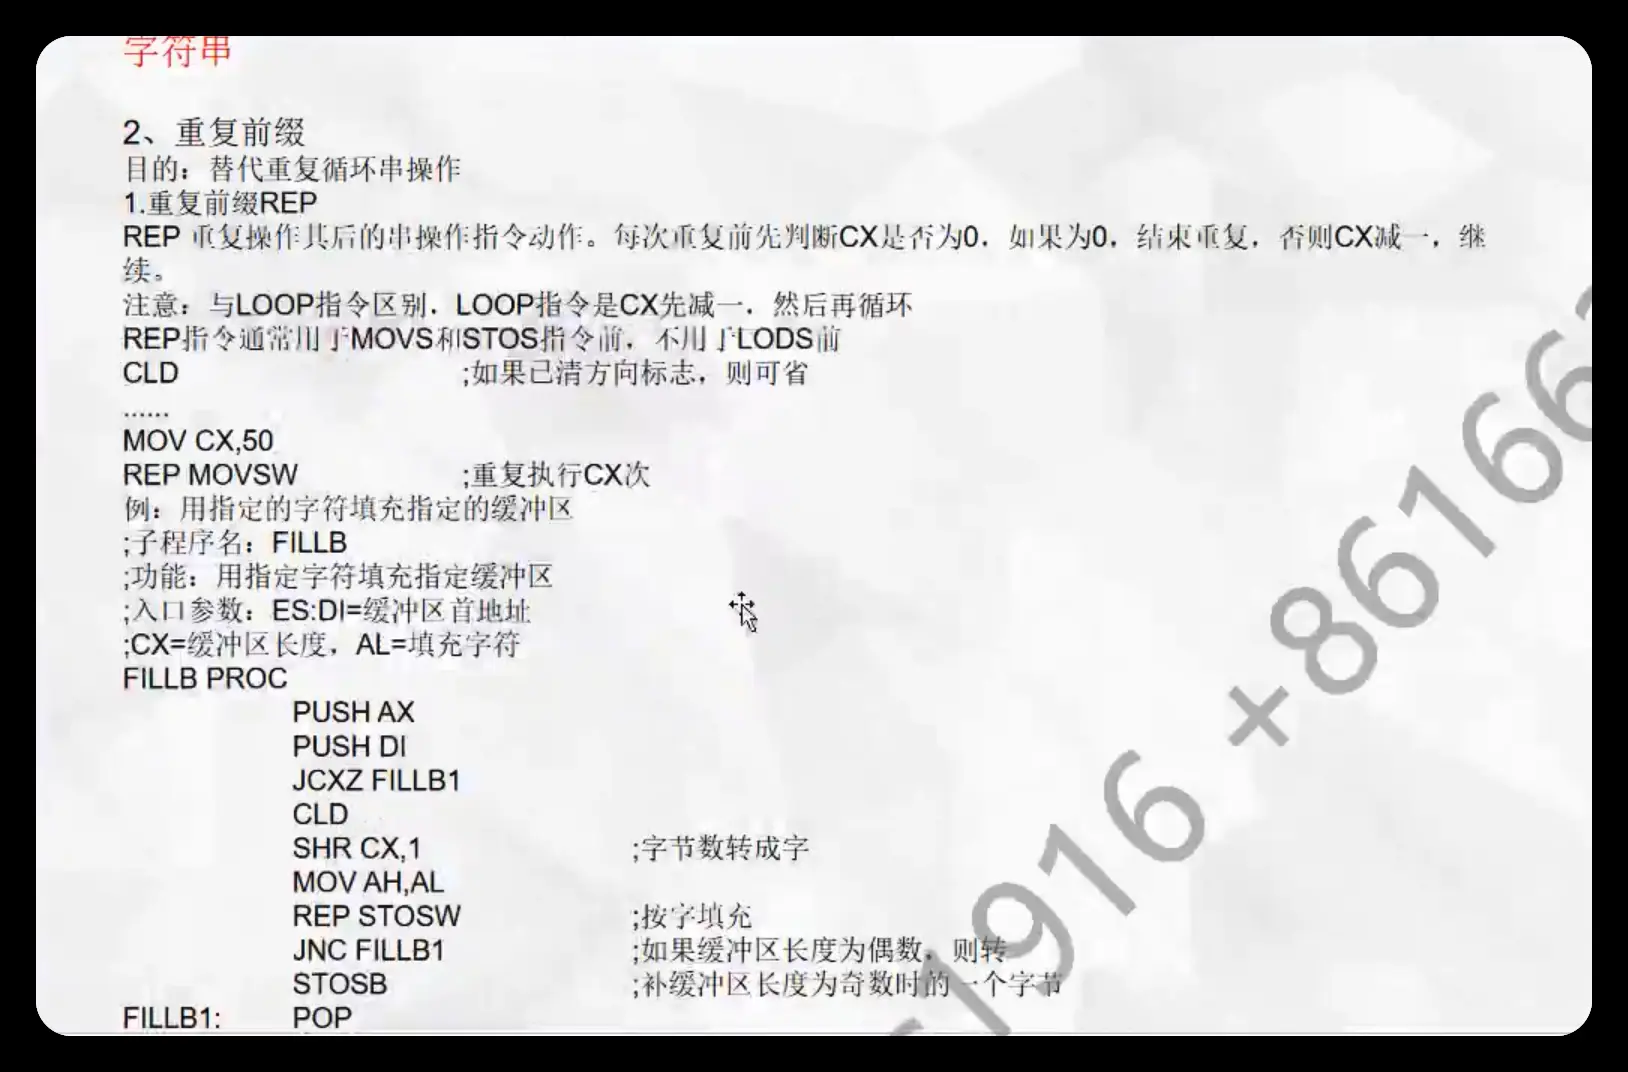 字符串
2、重复前缀
目的：替代重复循环串操作
1.重复前缀REP
REP 重复操作其后的串操作指令动作。每次重复前先判断CX是否为0，如果为0，结束重复，否则CX减一，继
续。
注意：与LOOP指令区别，LOOP指令是CX先减一，然后再循环
REP指令通常用于MOVS和STOS指令前，不用于LODS前
CLD ;如果已清方向标志，则可省
......
MOV CX,50
REP MOVSW ;重复执行CX次
例：用指定的字符填充指定的缓冲区
;子程序名：FILLB
;功能：用指定字符填充指定缓冲区
;入口参数：ES:DI=缓冲区首地址
;CX=缓冲区长度，AL=填充字符
FILLB PROC
PUSH AX
PUSH DI
JCXZ FILLB1
CLD
SHR CX,1 ;字节数转成字
MOV AH,AL
REP STOSW ;按字填充
JNC FILLB1 ;如果缓冲区长度为偶数，则转
STOSB ;补缓冲区长度为奇数时的一个字节
FILLB1: POP
1916 +86166